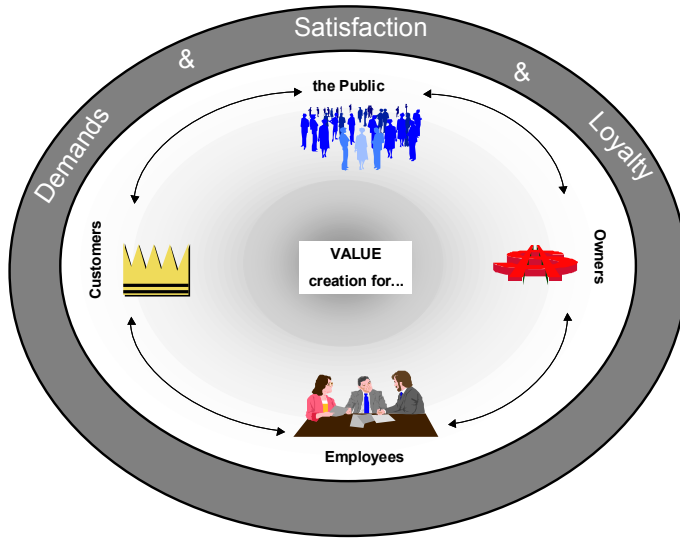 Demands & Satisfaction & Loyalty
the Public
Customers
VALUE
creation for...
Owners
Employees